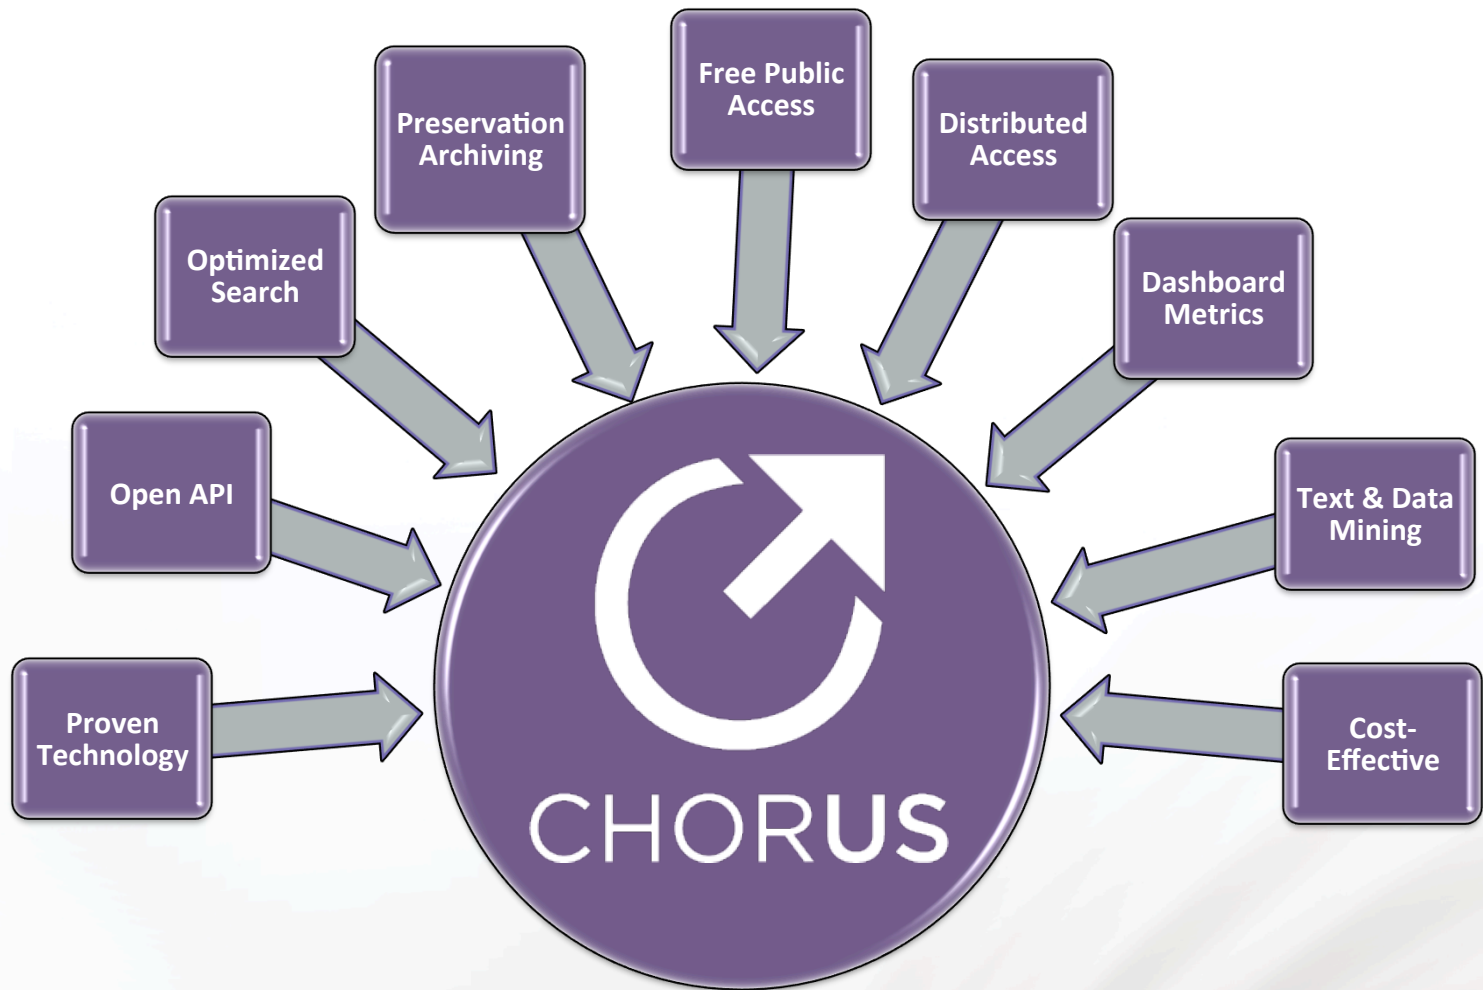 Free Public
Access
Preservation
Archiving
Distributed
Access
Optimized
Search
Dashboard
Metrics
Open API
Text & Data
Mining
Proven
Technology
Cost-
Effective
CHORUS